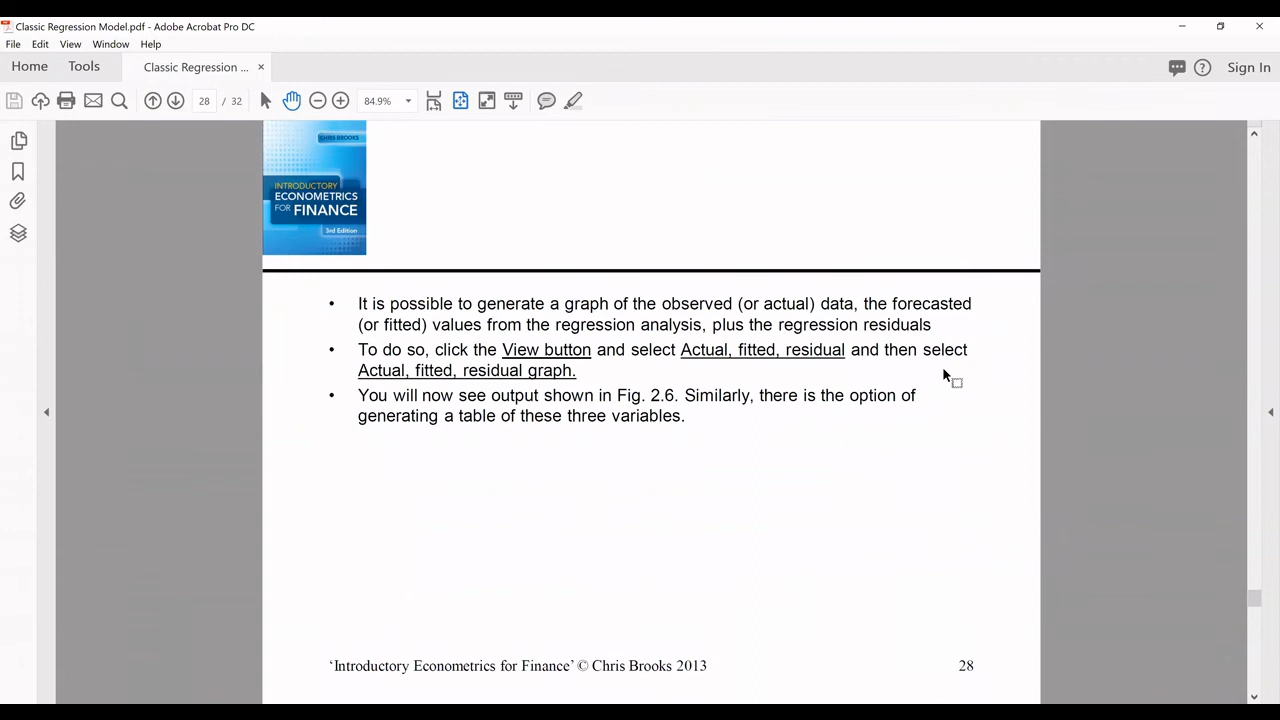 Classic Regression Model.pdf - Adobe Acrobat Pro DC
File Edit View Window Help
Home Tools Classic Regression ... × Sign In
28 / 32 84.9%
CHRIS BROOKS
INTRODUCTORY
ECONOMETRICS
FOR FINANCE
3rd Edition
• It is possible to generate a graph of the observed (or actual) data, the forecasted
(or fitted) values from the regression analysis, plus the regression residuals
• To do so, click the View button and select Actual, fitted, residual and then select
Actual, fitted, residual graph.
• You will now see output shown in Fig. 2.6. Similarly, there is the option of
generating a table of these three variables.
‘Introductory Econometrics for Finance’ © Chris Brooks 2013 28